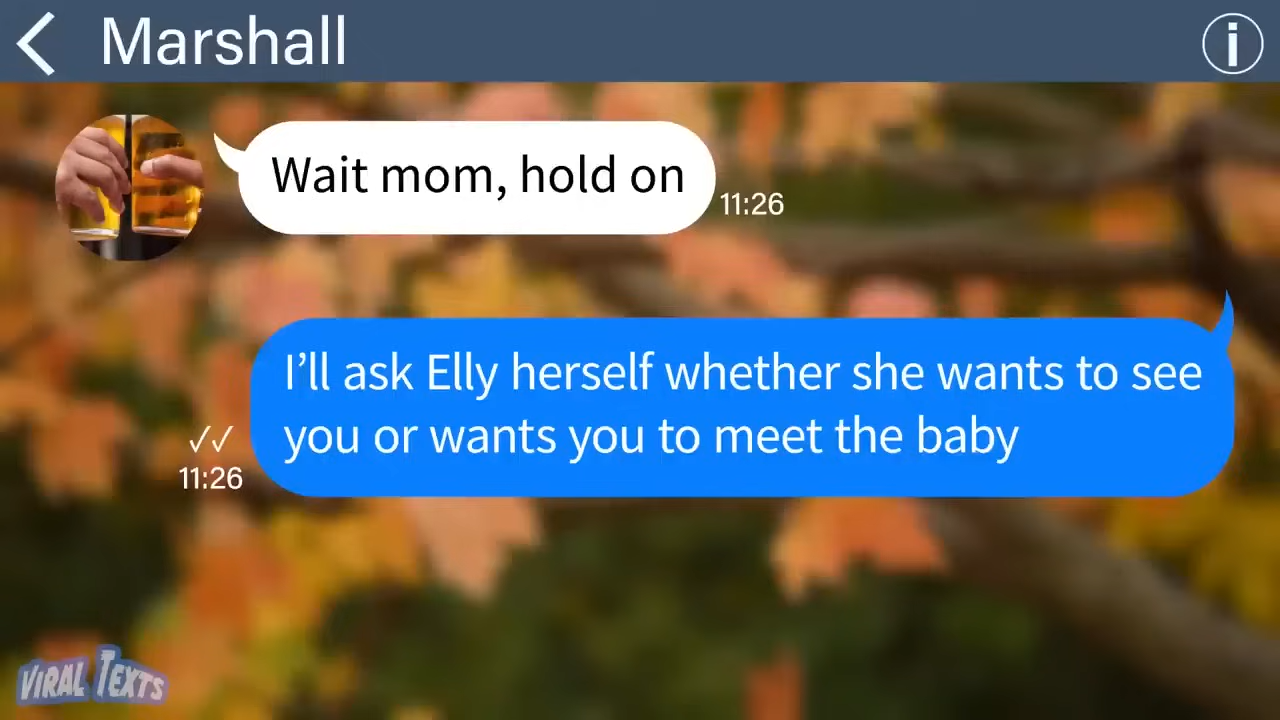 Marshall
Wait mom, hold on
11:26
I’ll ask Elly herself whether she wants to see
you or wants you to meet the baby
11:26
VIRAL TEXTS